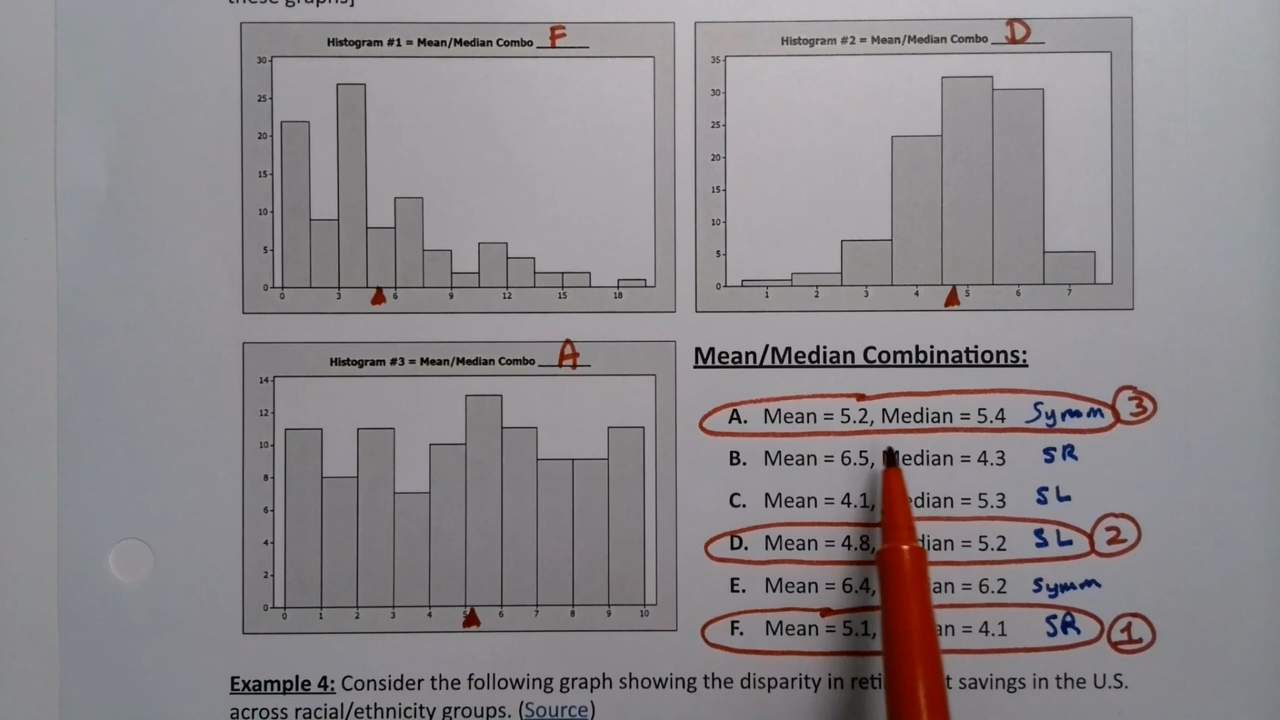 these graphs]
Histogram #1 = Mean/Median Combo F
30
25
20
15
10
5
0
0 3 6 9 12 15 18
Histogram #2 = Mean/Median Combo D
35
30
25
20
15
10
5
0
1 2 3 4 5 6 7
Histogram #3 = Mean/Median Combo A
14
12
10
8
6
4
2
0
0 1 2 3 4 5 6 7 8 9 10
Mean/Median Combinations:
A. Mean = 5.2, Median = 5.4 Symm 3
B. Mean = 6.5, Median = 4.3 SR
C. Mean = 4.1, dian = 5.3 SL
D. Mean = 4.8, dian = 5.2 SL 2
E. Mean = 6.4, an = 6.2 Symm
F. Mean = 5.1, an = 4.1 SR 1
Example 4: Consider the following graph showing the disparity in reti t savings in the U.S.
across racial/ethnicity groups. (Source)